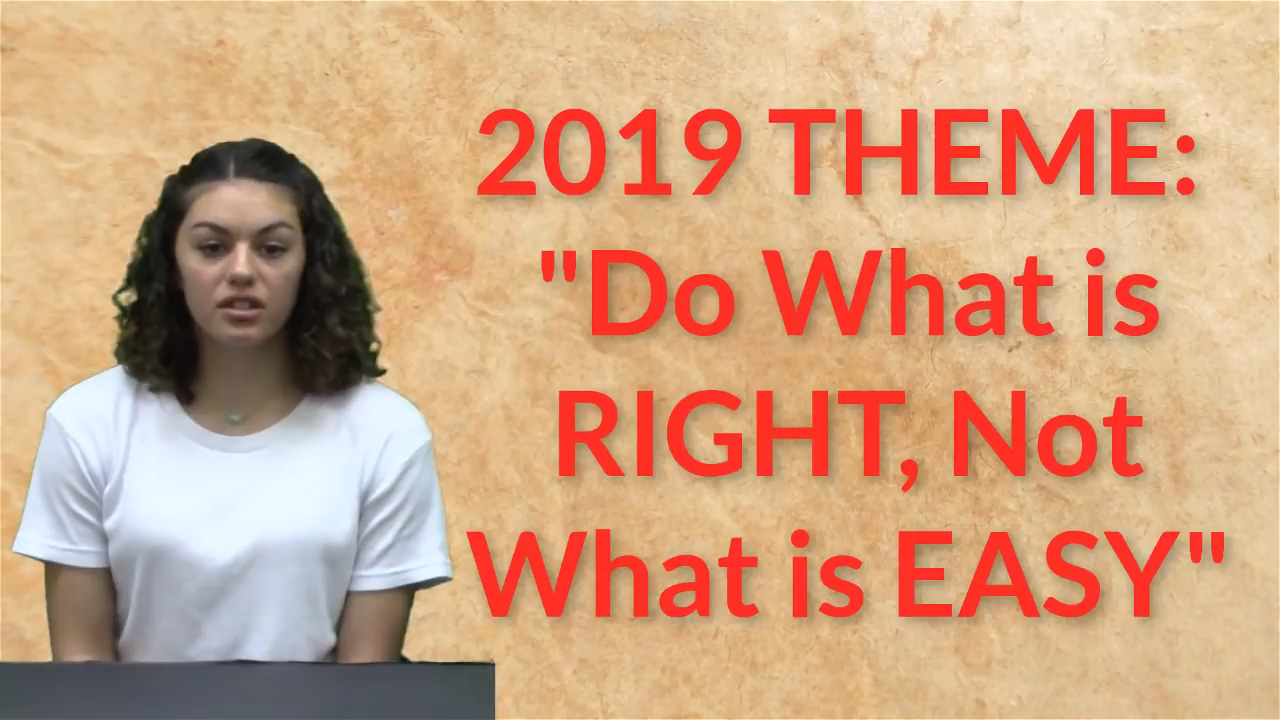 2019 THEME:
"Do What is
RIGHT, Not
What is EASY"